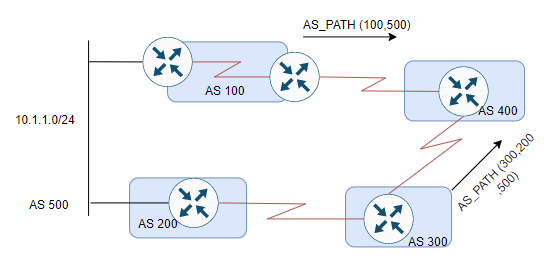 AS_PATH (100,500)
AS 100
AS 400
10.1.1.0/24
AS_PATH (300,200
,500)
AS 500
AS 200
AS 300